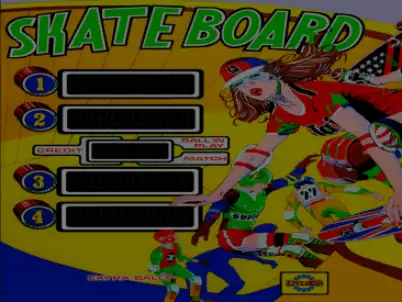 SKATE BOARD
1
2
BALL IN
PLAY
CREDIT
MATCH
3
4
EXTRA BALL